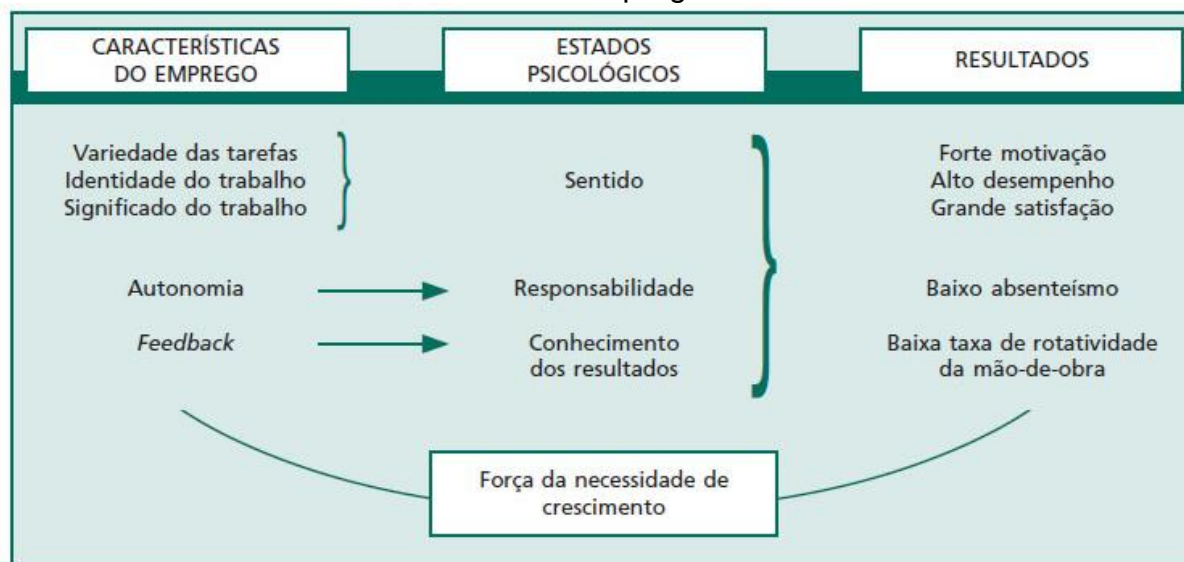 CARACTERÍSTICAS
DO EMPREGO
ESTADOS
PSICOLÓGICOS
RESULTADOS
Variedade das tarefas
Identidade do trabalho
Significado do trabalho
Sentido
Forte motivação
Alto desempenho
Grande satisfação
Autonomia
Responsabilidade
Baixo absenteísmo
Feedback
Conhecimento
dos resultados
Baixa taxa de rotatividade
da mão-de-obra
Força da necessidade de
crescimento